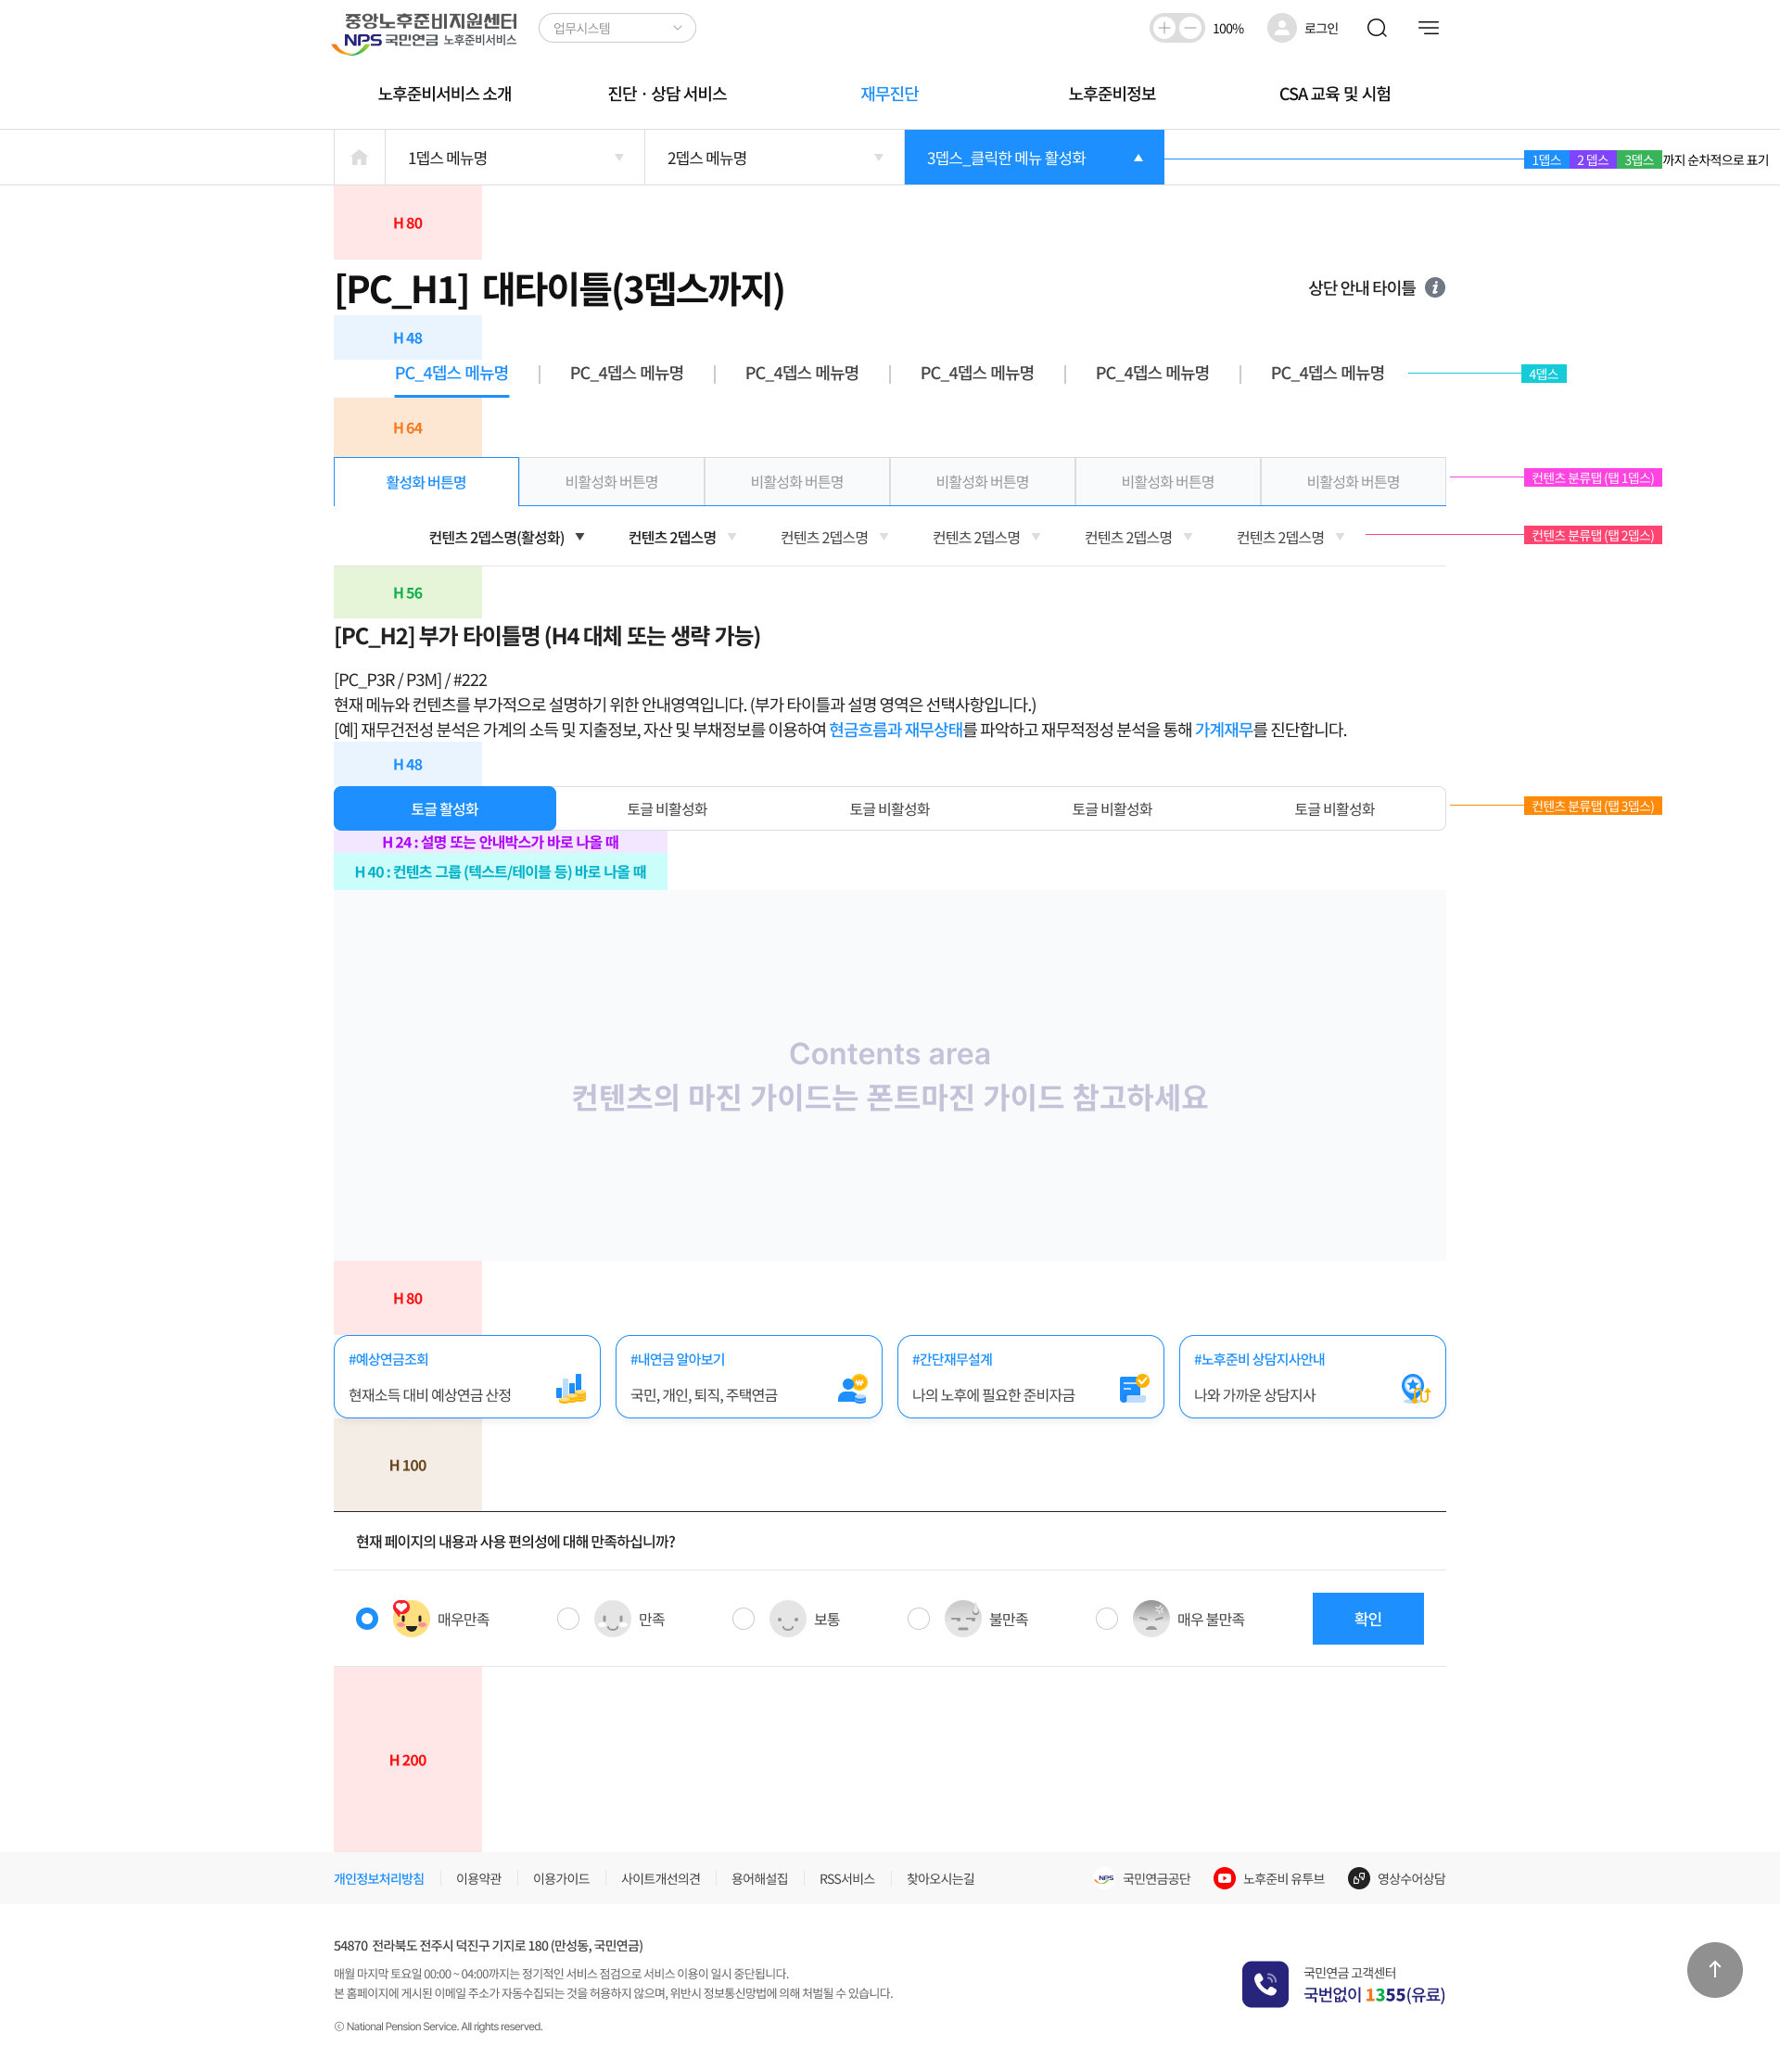 중앙노후준비지원센터
NPS 국민연금 노후준비서비스
업무시스템
100%
로그인
노후준비서비스 소개
진단 · 상담 서비스
재무진단
노후준비정보
CSA 교육 및 시험
1뎁스 메뉴명
2뎁스 메뉴명
3뎁스_클릭한 메뉴 활성화
1뎁스 2 뎁스 3뎁스 까지 순차적으로 표기
H 80
[PC_H1] 대타이틀(3뎁스까지)
상단 안내 타이틀
H 48
PC_4뎁스 메뉴명
PC_4뎁스 메뉴명
PC_4뎁스 메뉴명
PC_4뎁스 메뉴명
PC_4뎁스 메뉴명
PC_4뎁스 메뉴명
4뎁스
H 64
활성화 버튼명
비활성화 버튼명
비활성화 버튼명
비활성화 버튼명
비활성화 버튼명
비활성화 버튼명
컨텐츠 분류탭 (탭 1뎁스)
컨텐츠 2뎁스명(활성화)
컨텐츠 2뎁스명
컨텐츠 2뎁스명
컨텐츠 2뎁스명
컨텐츠 2뎁스명
컨텐츠 2뎁스명
컨텐츠 분류탭 (탭 2뎁스)
H 56
[PC_H2] 부가 타이틀명 (H4 대체 또는 생략 가능)
[PC_P3R / P3M] / #222
현재 메뉴와 컨텐츠를 부가적으로 설명하기 위한 안내영역입니다. (부가 타이틀과 설명 영역은 선택사항입니다.)
[예] 재무건전성 분석은 가계의 소득 및 지출정보, 자산 및 부채정보를 이용하여 현금흐름과 재무상태를 파악하고 재무적정성 분석을 통해 가계재무를 진단합니다.
H 48
토글 활성화
토글 비활성화
토글 비활성화
토글 비활성화
토글 비활성화
컨텐츠 분류탭 (탭 3뎁스)
H 24 : 설명 또는 안내박스가 바로 나올 때
H 40 : 컨텐츠 그룹 (텍스트/테이블 등) 바로 나올 때
Contents area
컨텐츠의 마진 가이드는 폰트마진 가이드 참고하세요
H 80
#예상연금조회
현재소득 대비 예상연금 산정
#내연금 알아보기
국민, 개인, 퇴직, 주택연금
#간단재무설계
나의 노후에 필요한 준비자금
#노후준비 상담지사안내
나와 가까운 상담지사
H 100
현재 페이지의 내용과 사용 편의성에 대해 만족하십니까?
매우만족
만족
보통
불만족
매우 불만족
확인
H 200
개인정보처리방침
이용약관
이용가이드
사이트개선의견
용어해설집
RSS서비스
찾아오시는길
NPS 국민연금공단
노후준비 유투브
영상수어상담
54870 전라북도 전주시 덕진구 기지로 180 (만성동, 국민연금)
매월 마지막 토요일 00:00 ~ 04:00까지는 정기적인 서비스 점검으로 서비스 이용이 일시 중단됩니다.
본 홈페이지에 게시된 이메일 주소가 자동수집되는 것을 허용하지 않으며, 위반시 정보통신망법에 의해 처벌될 수 있습니다.
ⓒ National Pension Service. All rights reserved.
국민연금 고객센터
국번없이 1355(유료)